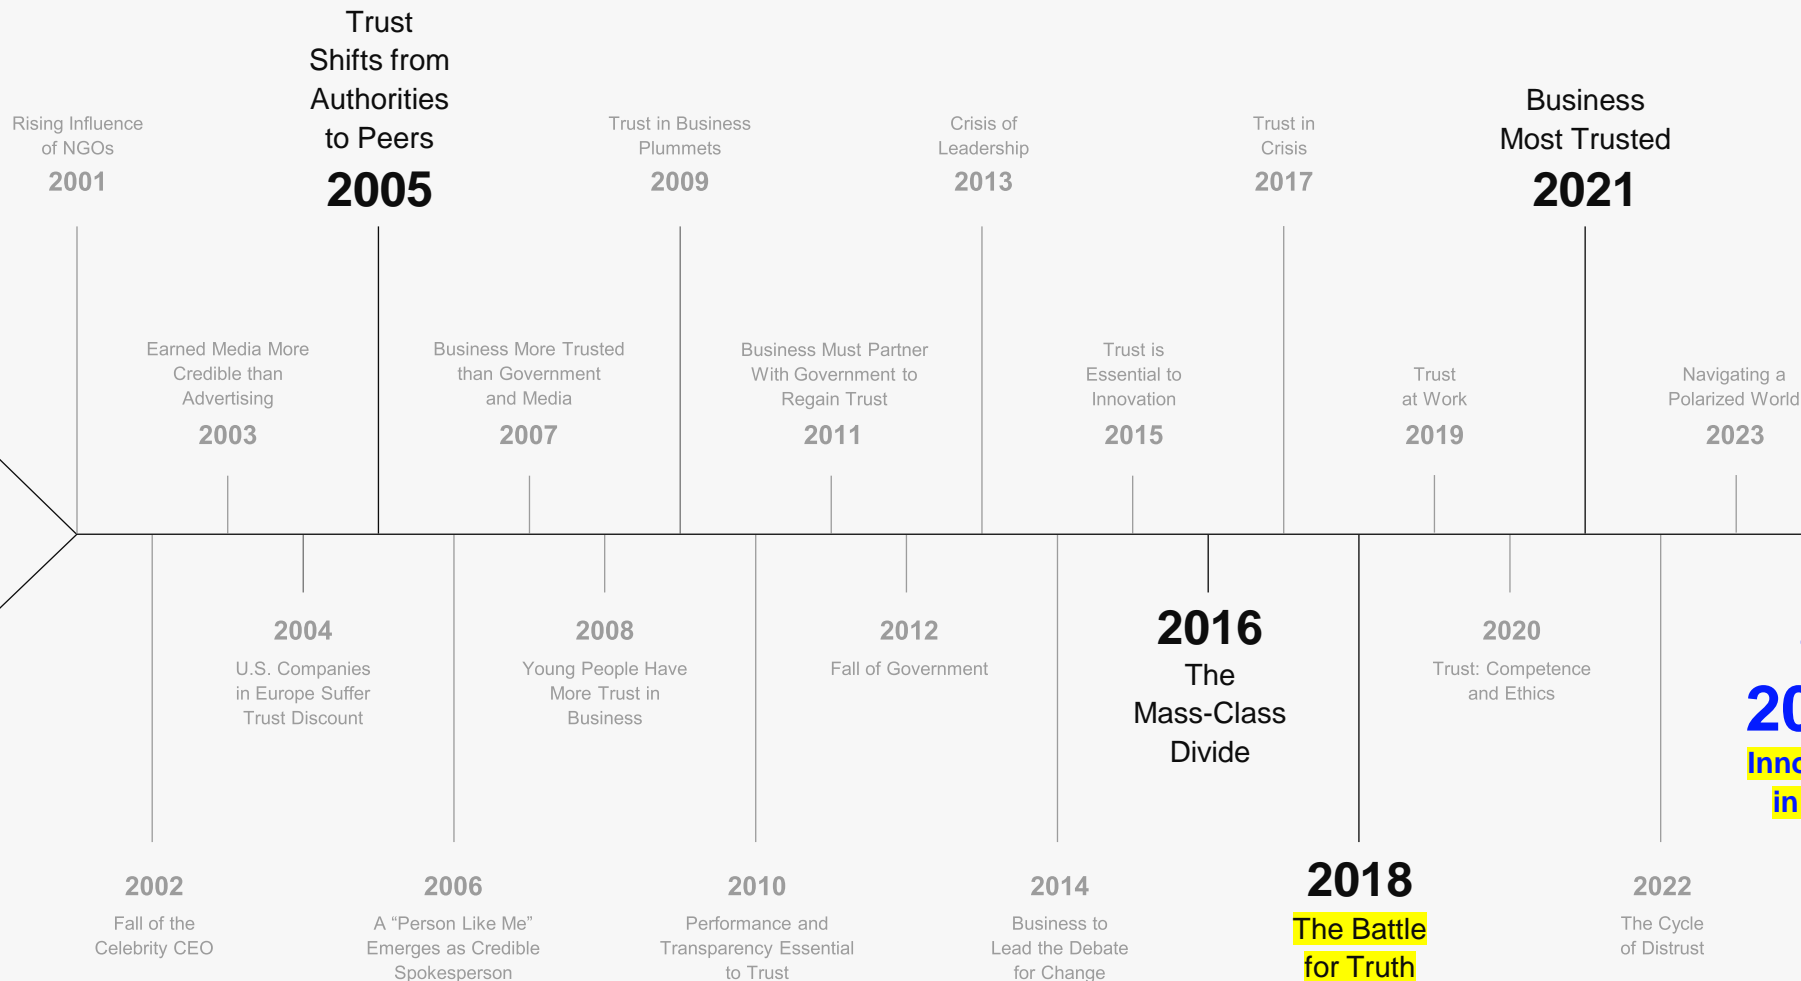 Rising Influence
of NGOs
2001
Trust
Shifts from
Authorities
to Peers
2005
Trust in Business
Plummets
2009
Crisis of
Leadership
2013
Trust in
Crisis
2017
Business
Most Trusted
2021
Earned Media More
Credible than
Advertising
2003
Business More Trusted
than Government
and Media
2007
Business Must Partner
With Government to
Regain Trust
2011
Trust is
Essential to
Innovation
2015
Trust
at Work
2019
Navigating a
Polarized World
2023
2004
U.S. Companies
in Europe Suffer
Trust Discount
2008
Young People Have
More Trust in
Business
2012
Fall of Government
2016
The
Mass-Class
Divide
2020
Trust: Competence
and Ethics
in
2002
Fall of the
Celebrity CEO
2006
A “Person Like Me”
Emerges as Credible
Spokesperson
2010
Performance and
Transparency Essential
to Trust
2014
Business to
Lead the Debate
for Change
2018
The Battle
for Truth
2022
The Cycle
of Distrust